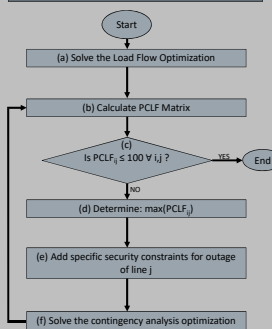 Start
(a) Solve the Load Flow Optimization
(b) Calculate PCLF Matrix
(c)
Is PCLFij ≤ 100 ∀ i,j ?
YES
End
NO
(d) Determine: max(PCLFij)
(e) Add specific security constraints for outage
of line j
(f) Solve the contingency analysis optimization